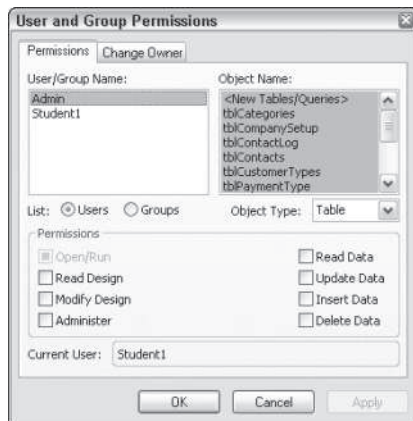 User and Group Permissions
Permissions
Change Owner
User/Group Name:
Admin
Student1
Object Name:
<New Tables/Queries>
tblCategories
tblCompanySetup
tblContactLog
tblContacts
tblCustomerTypes
tblPaymentType
List: Users Groups
Object Type: Table
Permissions
Open/Run
Read Design
Modify Design
Administer
Read Data
Update Data
Insert Data
Delete Data
Current User: Student1
OK Cancel Apply